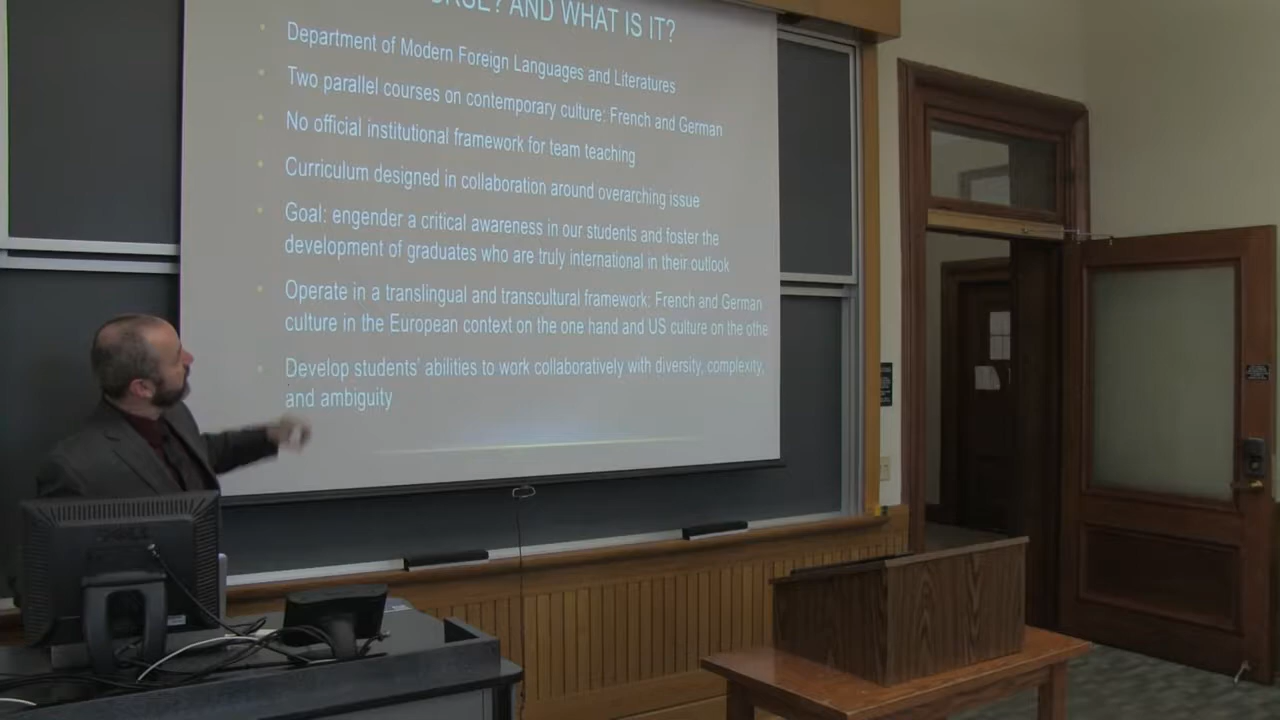 ? AND WHAT IS IT?
Department of Modern Foreign Languages and Literatures
Two parallel courses on contemporary culture: French and German
No official institutional framework for team teaching
Curriculum designed in collaboration around overarching issue
Goal: engender a critical awareness in our students and foster the
development of graduates who are truly international in their outlook
Operate in a translingual and transcultural framework: French and German
culture in the European context on the one hand and US culture on the othe
Develop students' abilities to work collaboratively with diversity, complexity,
and ambiguity
DELL